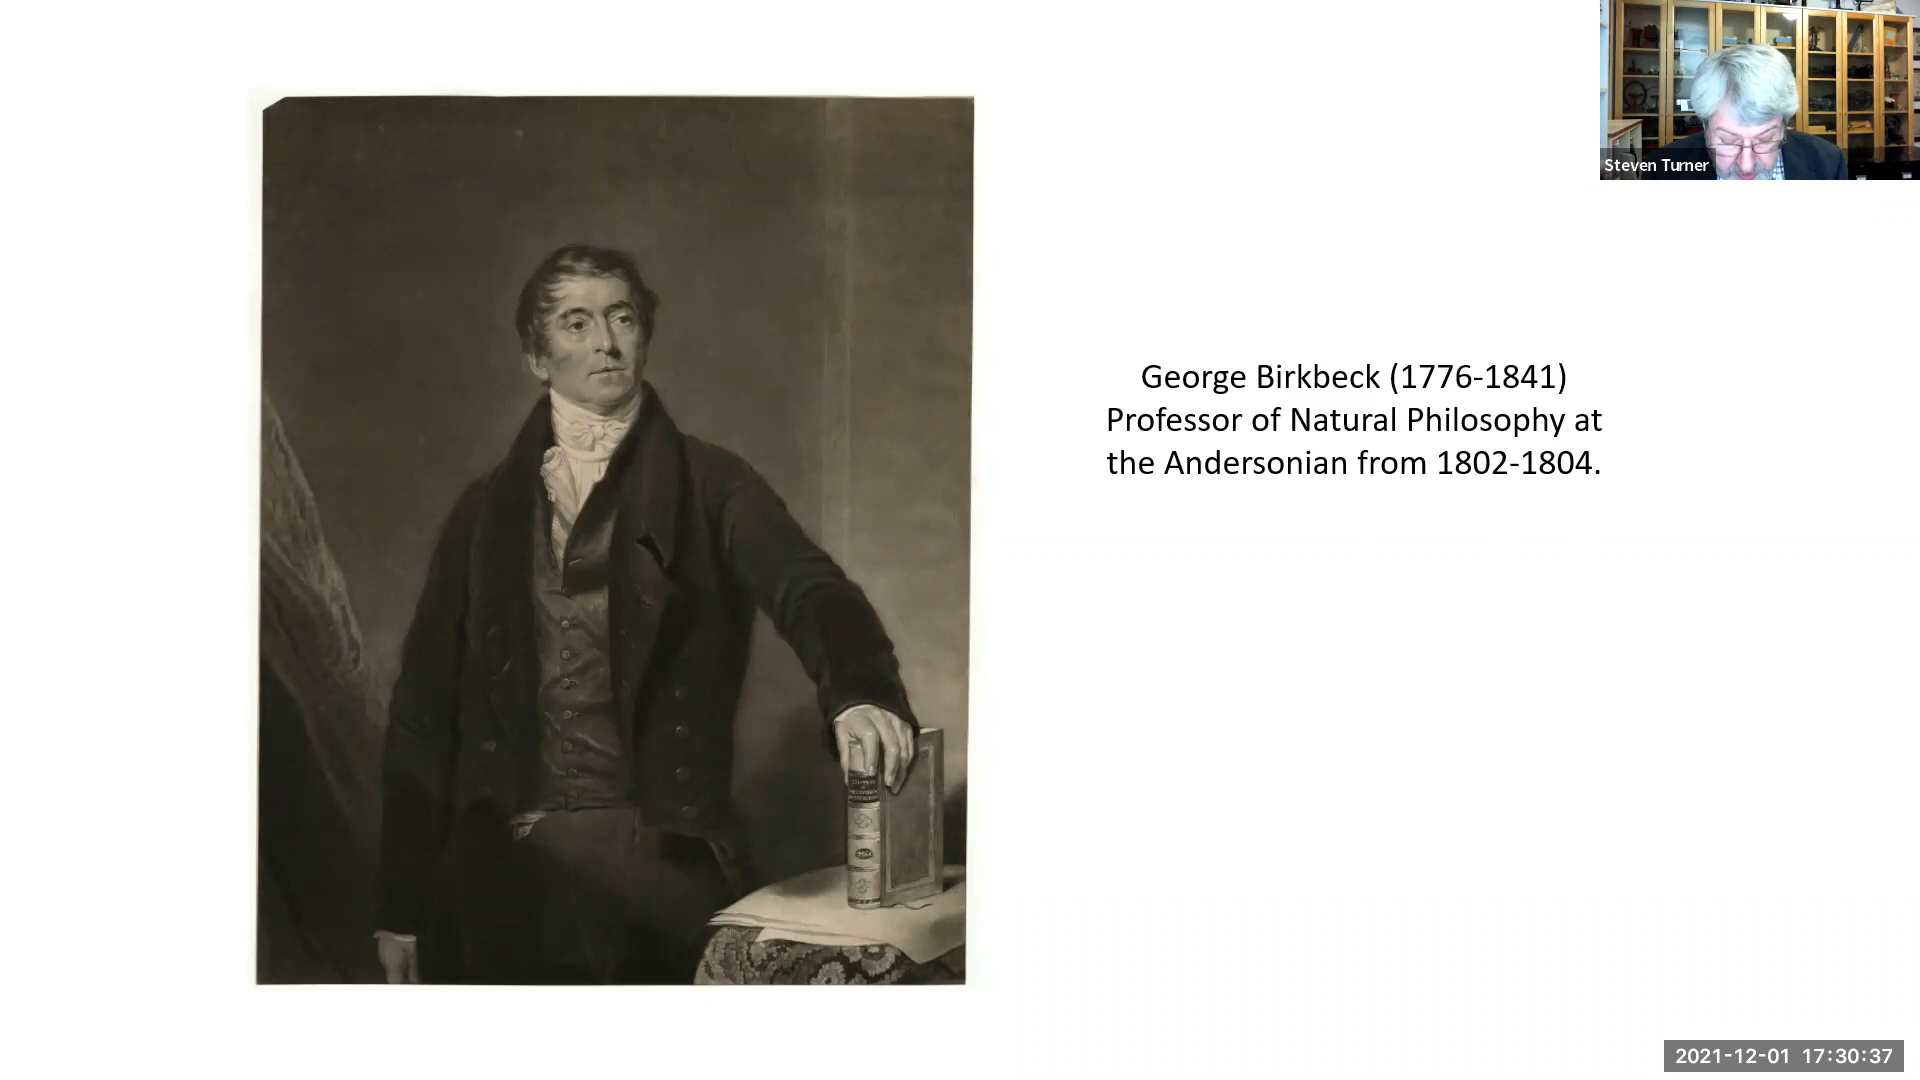 Steven Turner
George Birkbeck (1776-1841)
Professor of Natural Philosophy at
the Andersonian from 1802-1804.
2021-12-01 17:30:37